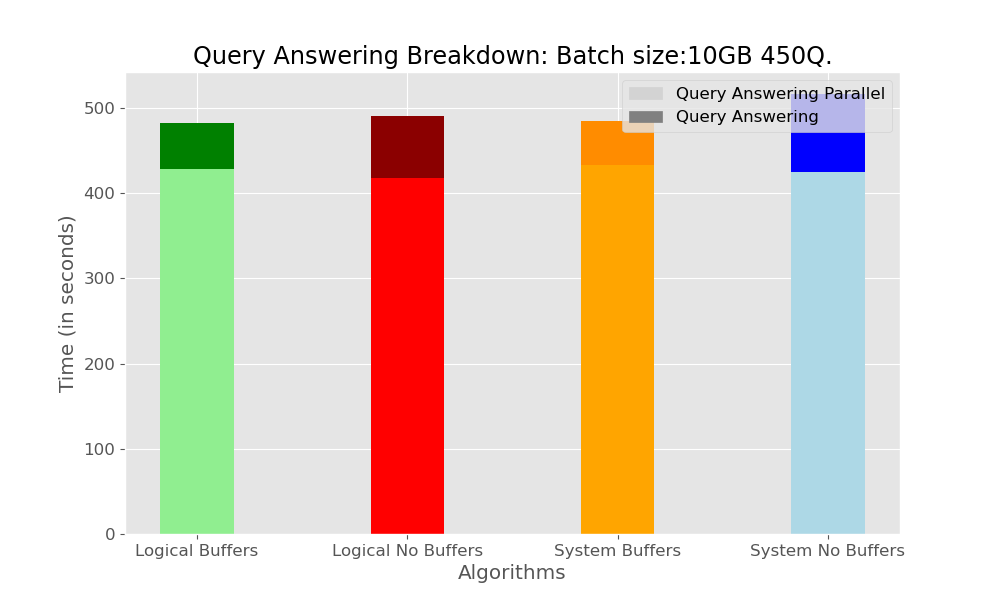 Query Answering Breakdown: Batch size:10GB 450Q.
Query Answering Parallel
Query Answering
500
400
300
200
100
0
Time (in seconds)
Logical Buffers
Logical No Buffers
System Buffers
System No Buffers
Algorithms